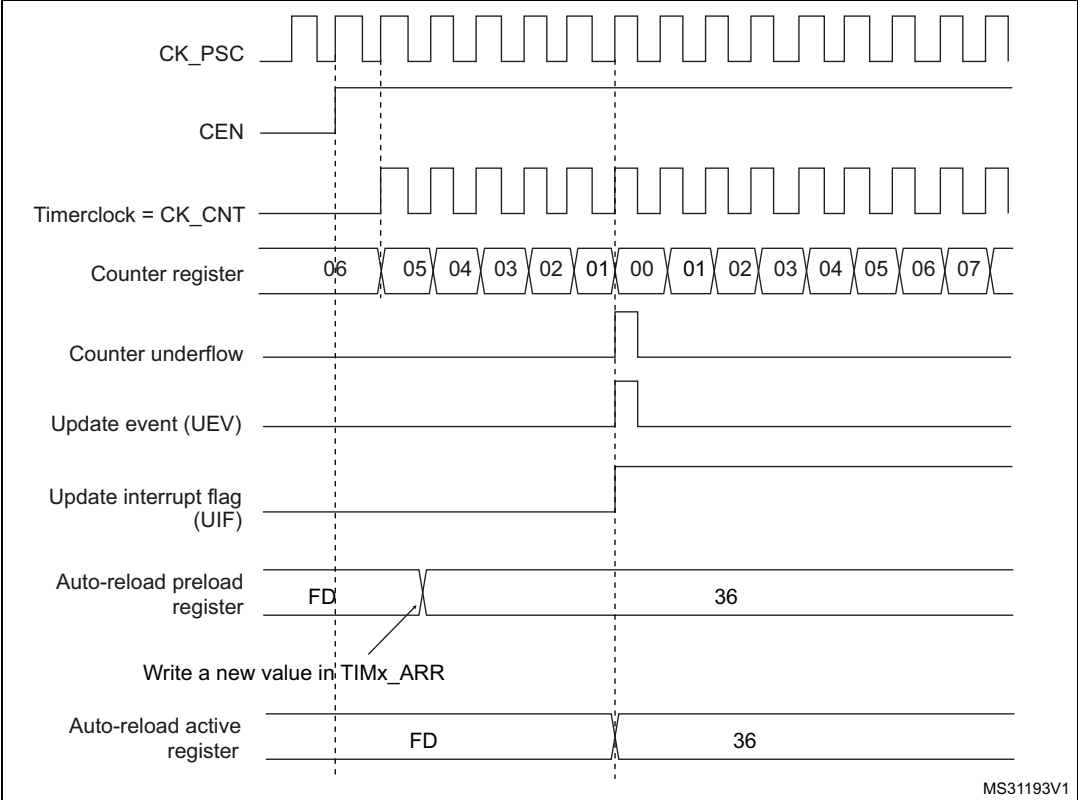 CK_PSC
CEN
Timerclock = CK_CNT
Counter register
06 05 04 03 02 01 00 01 02 03 04 05 06 07
Counter underflow
Update event (UEV)
Update interrupt flag
(UIF)
Auto-reload preload
register
FD 36
Write a new value in TIMx_ARR
Auto-reload active
register
FD 36
MS31193V1